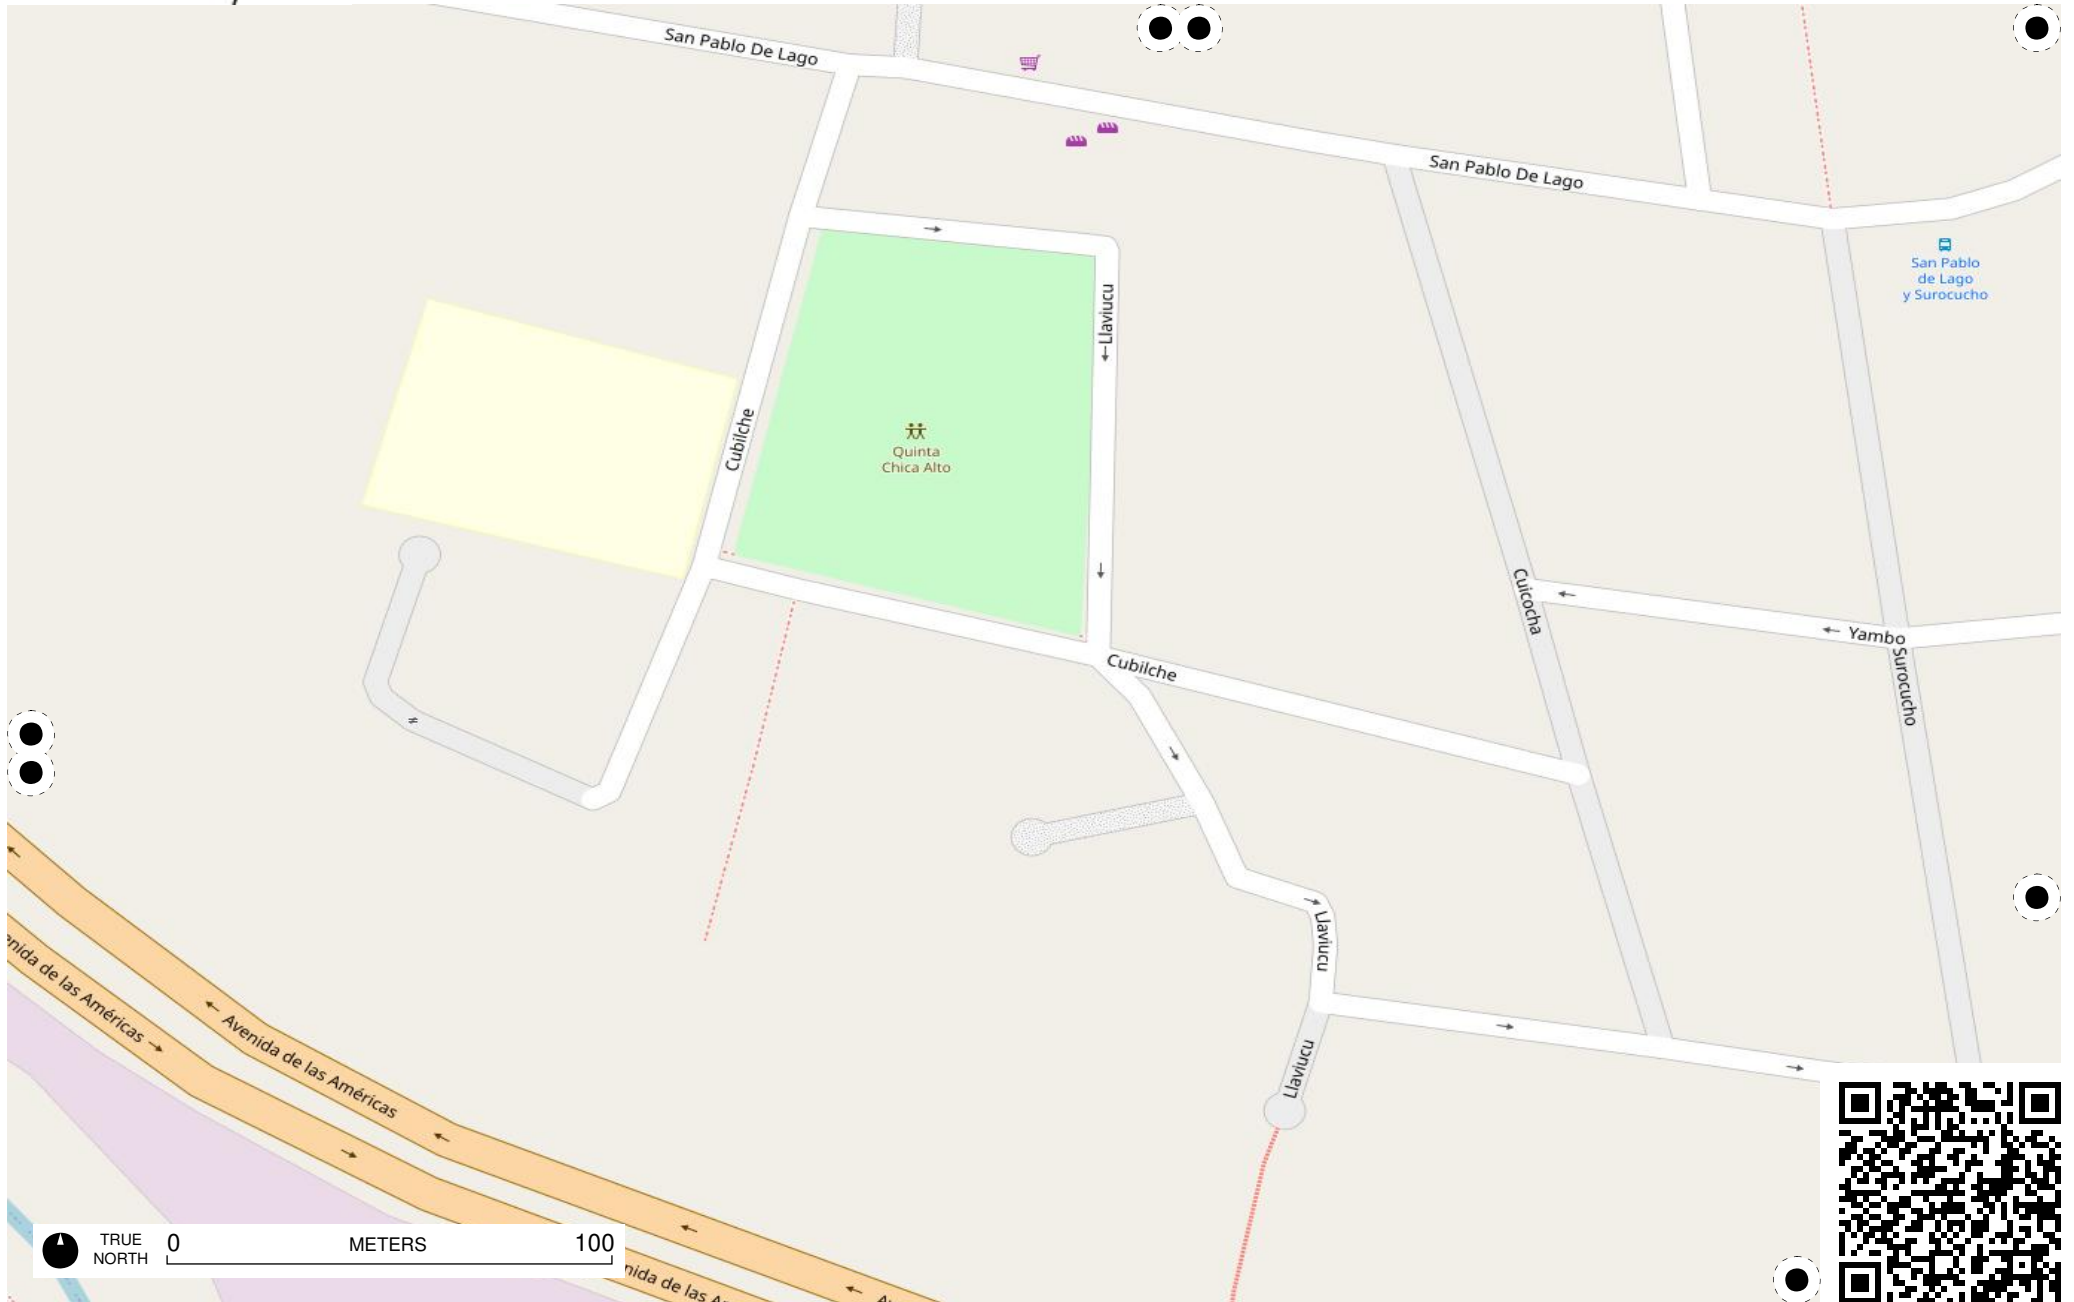 San Pablo De Lago
San Pablo De Lago
San Pablo
de Lago
y Surocucho
Llaviucu
Cubilche
Quinta
Chica Alto
Cuicocha
Yambo
Surocucho
Cubilche
Llaviucu
enida de las Américas
Avenida de las Américas
Llaviucu
TRUE
NORTH
0 METERS 100
nida de las A